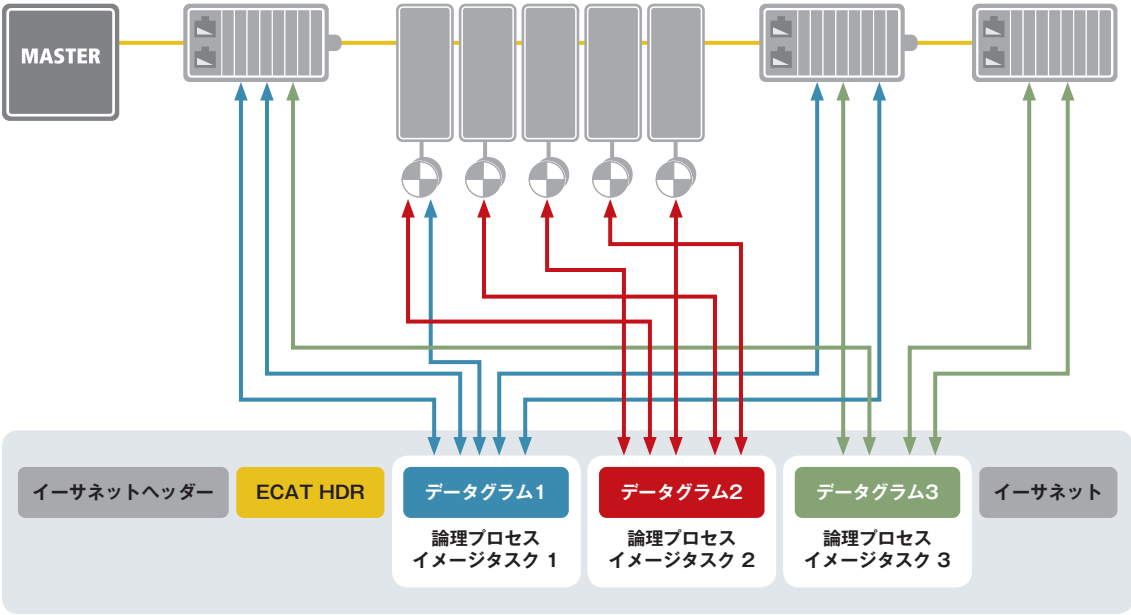 MASTER
イーサネットヘッダー
ECAT HDR
データグラム1
データグラム2
データグラム3
イーサネット
論理プロセス
イメージタスク 1
論理プロセス
イメージタスク 2
論理プロセス
イメージタスク 3